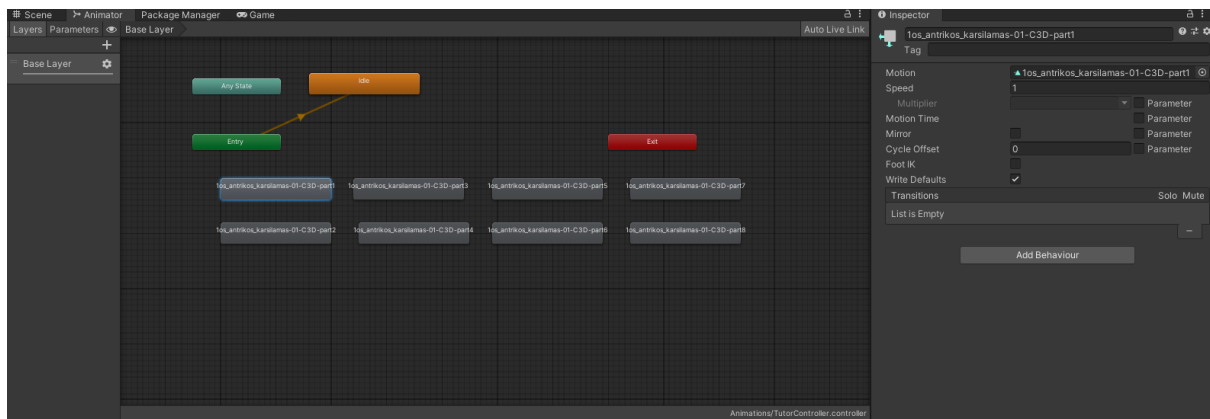 Scene Animator Package Manager Game
Layers Parameters Base Layer Auto Live Link
Base Layer
Any State
Idle
Entry
Exit
1os_antrikos_karsilamas-01-C3D-part1 1os_antrikos_karsilamas-01-C3D-part3 1os_antrikos_karsilamas-01-C3D-part5 1os_antrikos_karsilamas-01-C3D-part7
1os_antrikos_karsilamas-01-C3D-part2 1os_antrikos_karsilamas-01-C3D-part4 1os_antrikos_karsilamas-01-C3D-part6 1os_antrikos_karsilamas-01-C3D-part8
Animations/TutorController.controller
Inspector
1os_antrikos_karsilamas-01-C3D-part1
Tag
Motion 1os_antrikos_karsilamas-01-C3D-part1
Speed 1
Multiplier Parameter
Motion Time Parameter
Mirror Parameter
Cycle Offset 0 Parameter
Foot IK
Write Defaults
Transitions Solo Mute
List is Empty
Add Behaviour